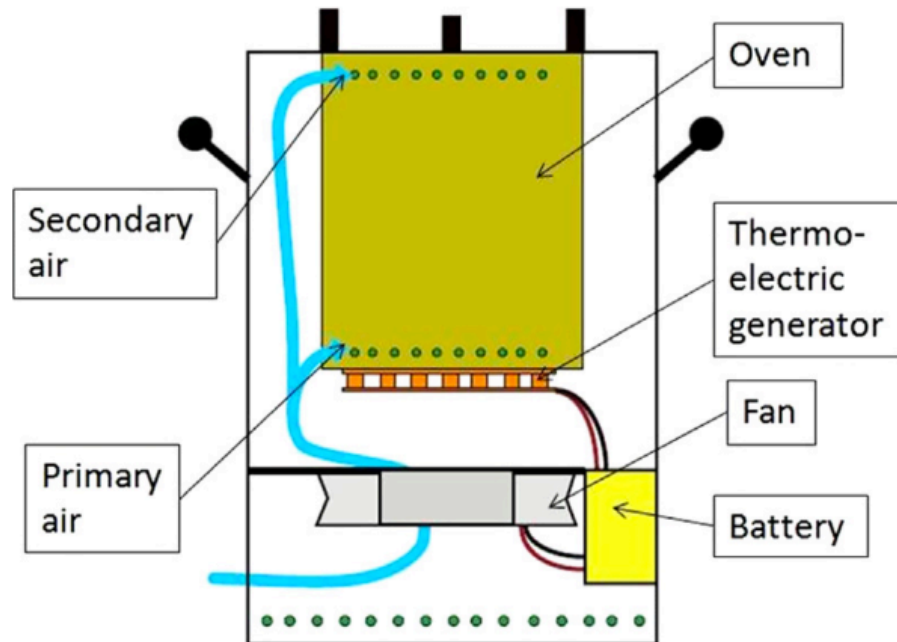 Oven
Secondary
air
Thermo-
electric
generator
Fan
Primary
air
Battery